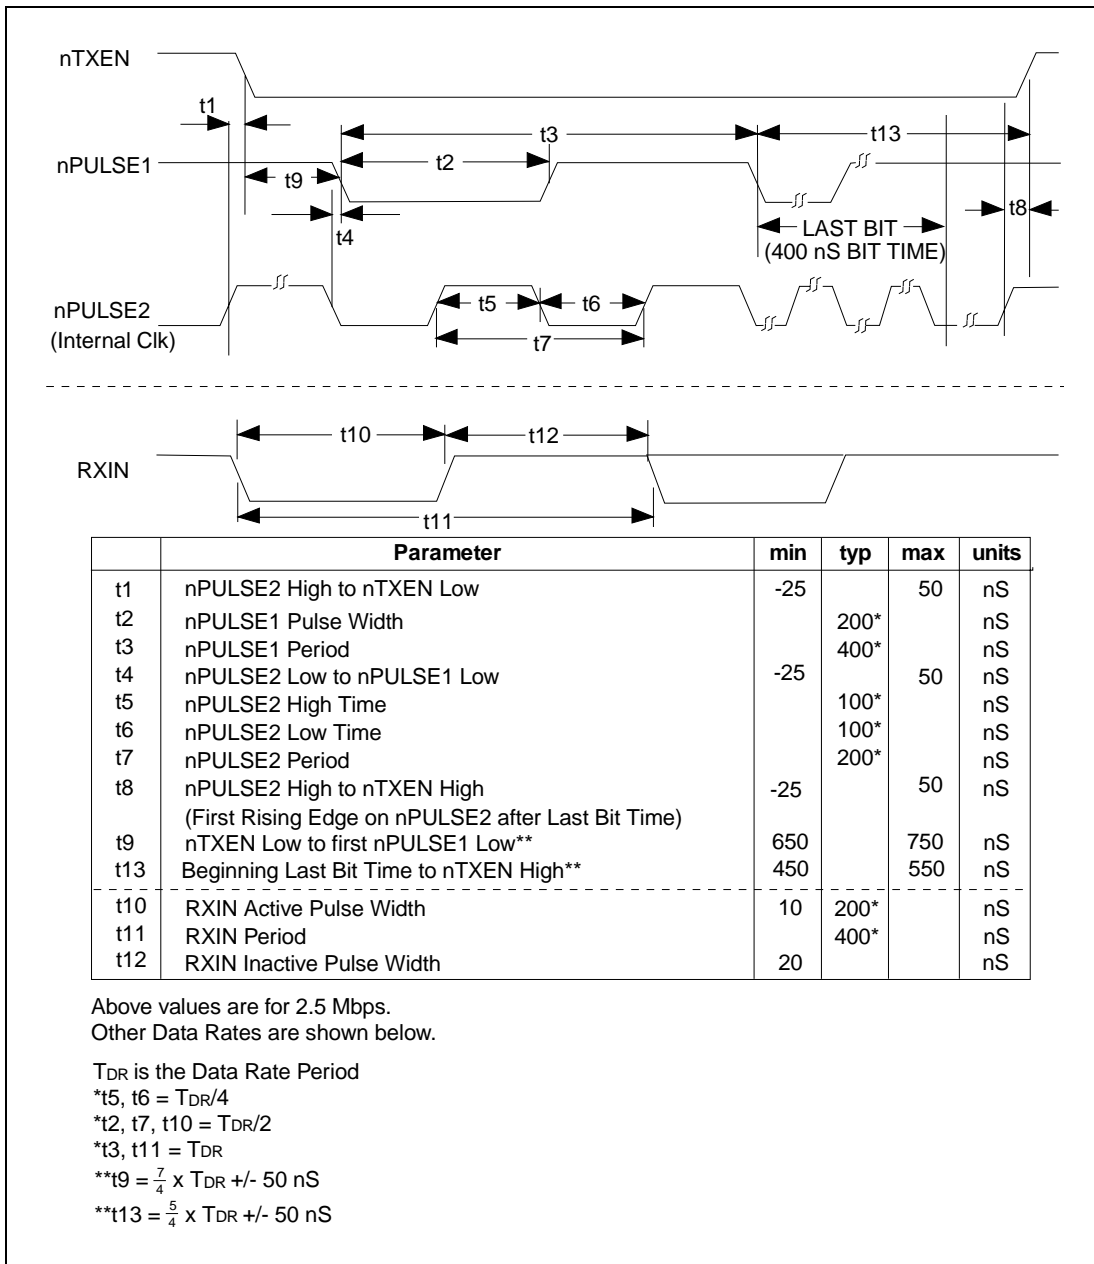 nTXEN
t1
t3
t13
nPULSE1
t2
t9
t8
t4
LAST BIT
(400 nS BIT TIME)
nPULSE2
(Internal Clk)
t5
t6
t7
t10
t12
RXIN
t11
Parameter min typ max units
t1 nPULSE2 High to nTXEN Low -25 50 nS
t2 nPULSE1 Pulse Width 200* nS
t3 nPULSE1 Period 400* nS
t4 nPULSE2 Low to nPULSE1 Low -25 50 nS
t5 nPULSE2 High Time 100* nS
t6 nPULSE2 Low Time 100* nS
t7 nPULSE2 Period 200* nS
t8 nPULSE2 High to nTXEN High -25 50 nS
(First Rising Edge on nPULSE2 after Last Bit Time)
t9 nTXEN Low to first nPULSE1 Low** 650 750 nS
t13 Beginning Last Bit Time to nTXEN High** 450 550 nS
t10 RXIN Active Pulse Width 10 200* nS
t11 RXIN Period 400* nS
t12 RXIN Inactive Pulse Width 20 nS
Above values are for 2.5 Mbps.
Other Data Rates are shown below.
TDR is the Data Rate Period
*t5, t6 = TDR/4
*t2, t7, t10 = TDR/2
*t3, t11 = TDR
**t9 = 7/4 x TDR +/- 50 nS
**t13 = 5/4 x TDR +/- 50 nS